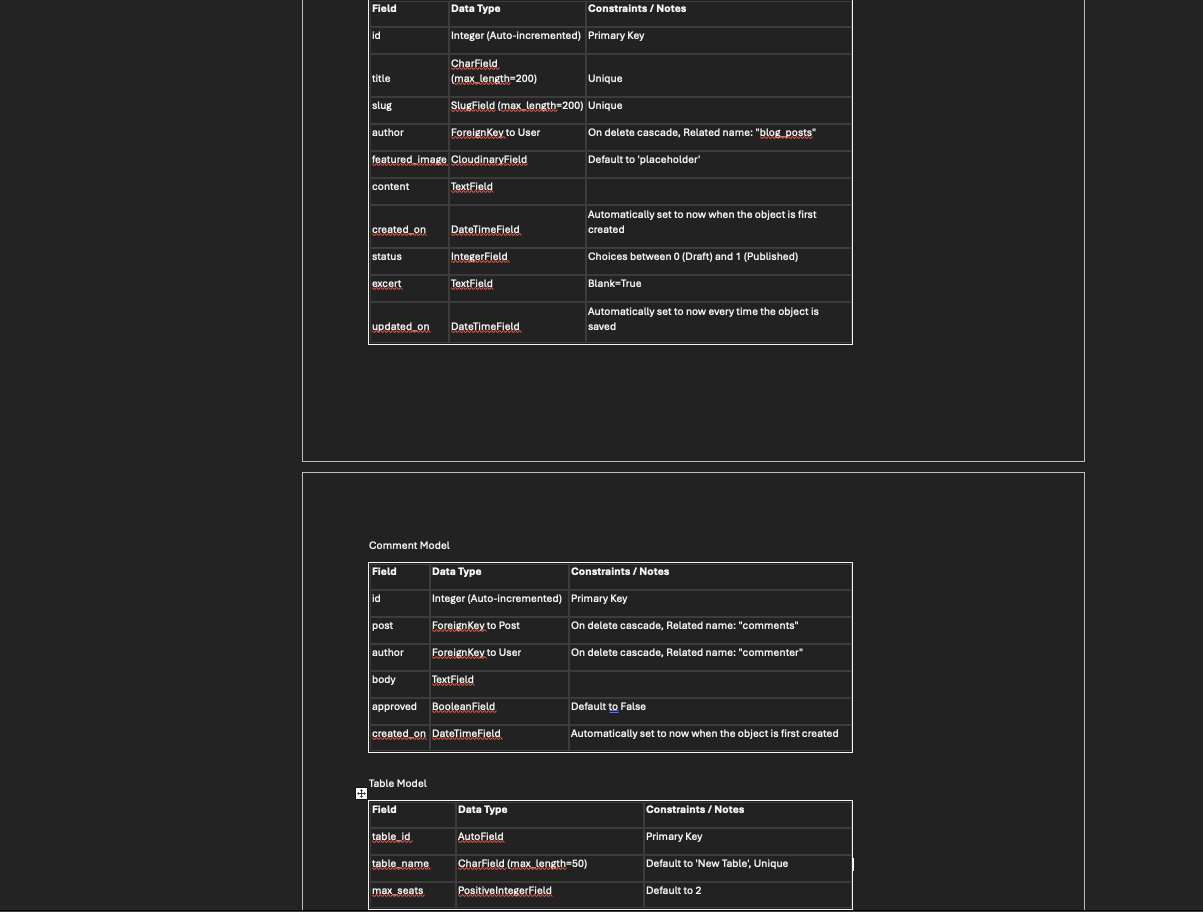 Field Data Type Constraints / Notes
id Integer (Auto-incremented) Primary Key
CharField
title (max_length=200) Unique
slug SlugField (max_length=200) Unique
author ForeignKey to User On delete cascade, Related name: "blog_posts"
featured_image CloudinaryField Default to 'placeholder'
content TextField
Automatically set to now when the object is first
created_on DateTimeField created
status IntegerField Choices between 0 (Draft) and 1 (Published)
excert TextField Blank=True
Automatically set to now every time the object is
updated_on DateTimeField saved
Comment Model
Field Data Type Constraints / Notes
id Integer (Auto-incremented) Primary Key
post ForeignKey to Post On delete cascade, Related name: "comments"
author ForeignKey to User On delete cascade, Related name: "commenter"
body TextField
approved BooleanField Default to False
created_on DateTimeField Automatically set to now when the object is first created
Table Model
Field Data Type Constraints / Notes
table_id AutoField Primary Key
table_name CharField (max_length=50) Default to 'New Table', Unique
max_seats PositiveIntegerField Default to 2